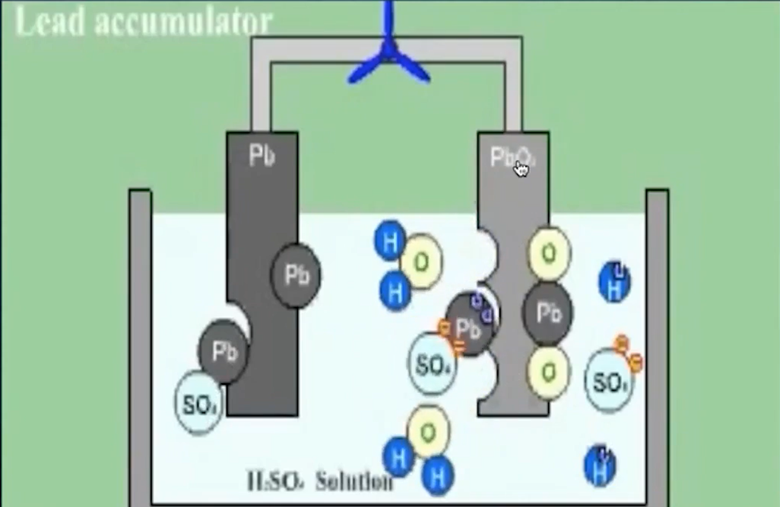 Lead accumulator
Pb
PbO₂
H
O
H
Pb
O
Pb
O
H
Pb
SO₄
Pb
SO₄
SO₄
O
H
H
H
H₂SO₄ Solution